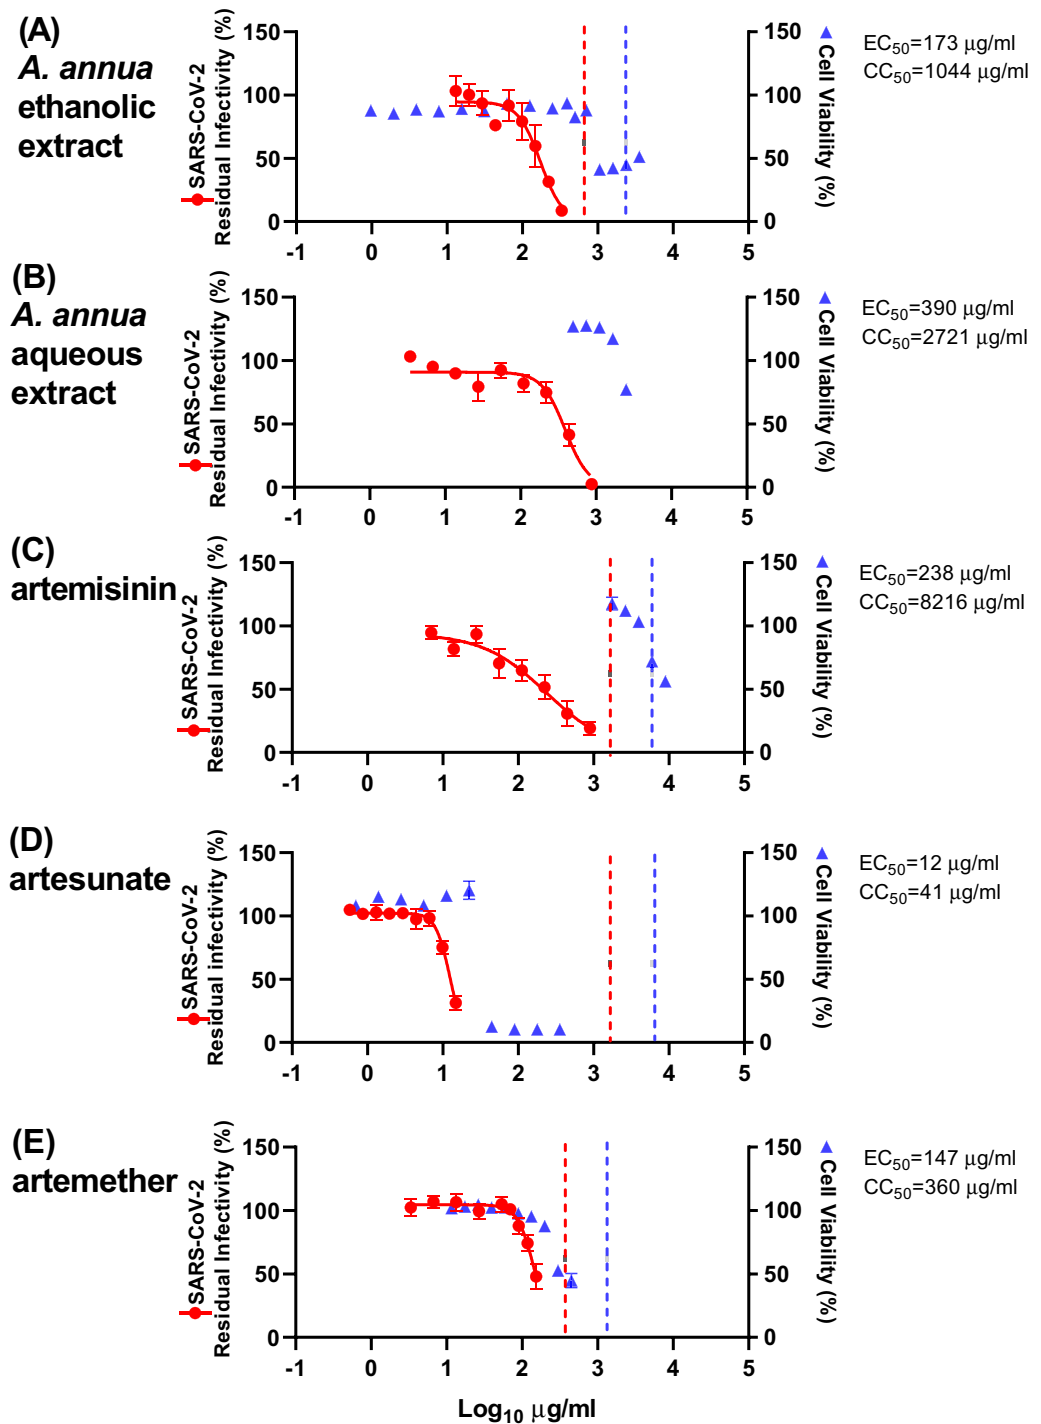 (A)
A. annua
ethanolic
extract
SARS-CoV-2
Residual Infectivity (%)
150
100
50
0
-1 0 1 2 3 4 5
150
100
50
0
Cell Viability (%)
EC50=173 µg/ml
CC50=1044 µg/ml
(B)
A. annua
aqueous
extract
SARS-CoV-2
Residual Infectivity (%)
150
100
50
0
-1 0 1 2 3 4 5
150
100
50
0
Cell Viability (%)
EC50=390 µg/ml
CC50=2721 µg/ml
(C)
artemisinin
SARS-CoV-2
Residual Infectivity (%)
150
100
50
0
-1 0 1 2 3 4 5
150
100
50
0
Cell Viability (%)
EC50=238 µg/ml
CC50=8216 µg/ml
(D)
artesunate
SARS-CoV-2
Residual infectivity (%)
150
100
50
0
-1 0 1 2 3 4 5
150
100
50
0
Cell Viability (%)
EC50=12 µg/ml
CC50=41 µg/ml
(E)
artemether
SARS-CoV-2
Residual Infectivity (%)
150
100
50
0
-1 0 1 2 3 4 5
150
100
50
0
Cell Viability (%)
EC50=147 µg/ml
CC50=360 µg/ml
Log10 µg/ml